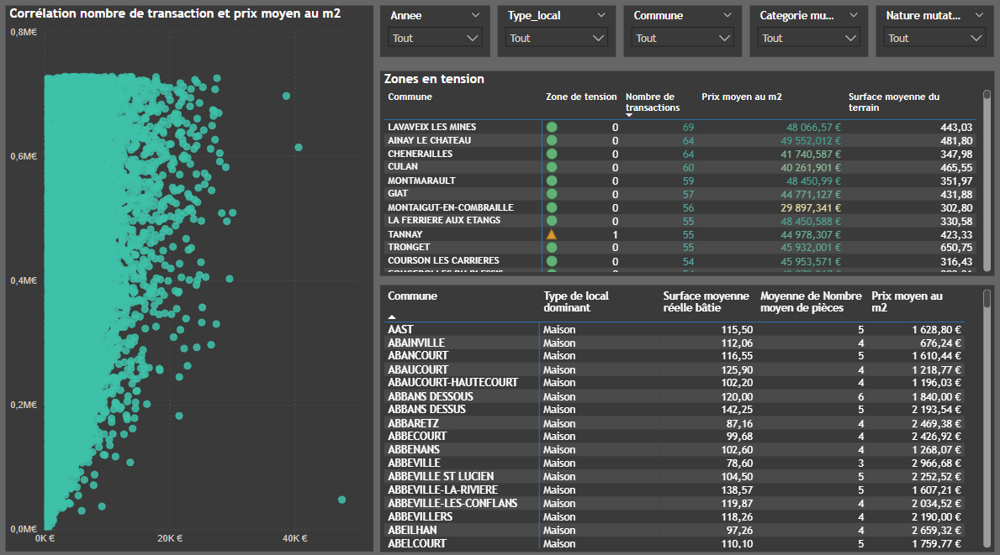 Corrélation nombre de transaction et prix moyen au m2
0,8M€
0,6M€
0,4M€
0,2M€
0,0M€
0K €
20K €
40K €
Annee
Tout
Type_local
Tout
Commune
Tout
Categorie mu...
Tout
Nature mutat...
Tout
Zones en tension
Commune
Zone de tension
Nombre de
transactions
Prix moyen au m2
Surface moyenne du
terrain
LAVAVEIX LES MINES 0 69 48 066,57 € 443,03
AINAY LE CHATEAU 0 64 49 552,012 € 481,80
CHENERAILLES 0 64 41 740,587 € 347,98
CULAN 0 60 40 261,901 € 465,55
MONTMARAULT 0 59 48 450,99 € 351,97
GIAT 0 57 44 771,127 € 431,88
MONTAIGUT-EN-COMBRAILLE 0 56 29 897,341 € 302,80
LA FERRIERE AUX ETANGS 0 55 48 450,588 € 330,58
TANNAY 1 55 44 978,307 € 423,33
TRONGET 0 55 45 932,001 € 650,75
COURSON LES CARRIERES 0 54 45 953,571 € 316,43
Commune
Type de local
dominant
Surface moyenne
réelle bâtie
Moyenne de Nombre
moyen de pièces
Prix moyen au
m2
AAST Maison 115,50 5 1 628,80 €
ABAINVILLE Maison 112,06 4 676,24 €
ABANCOURT Maison 116,55 5 1 610,44 €
ABAUCOURT Maison 125,90 4 1 218,77 €
ABAUCOURT-HAUTECOURT Maison 102,20 4 1 196,03 €
ABBANS DESSOUS Maison 120,00 6 1 840,00 €
ABBANS DESSUS Maison 142,25 5 2 193,54 €
ABBARETZ Maison 87,16 4 2 469,38 €
ABBECOURT Maison 99,68 4 2 426,92 €
ABBENANS Maison 102,60 4 1 268,07 €
ABBEVILLE Maison 78,60 3 2 966,68 €
ABBEVILLE ST LUCIEN Maison 104,50 5 2 252,52 €
ABBEVILLE-LA-RIVIERE Maison 138,57 5 1 607,21 €
ABBEVILLE-LES-CONFLANS Maison 119,87 4 2 034,52 €
ABBEVILLERS Maison 118,26 4 2 190,00 €
ABEILHAN Maison 97,26 4 2 659,32 €
ABELCOURT Maison 110,10 5 1 759,77 €